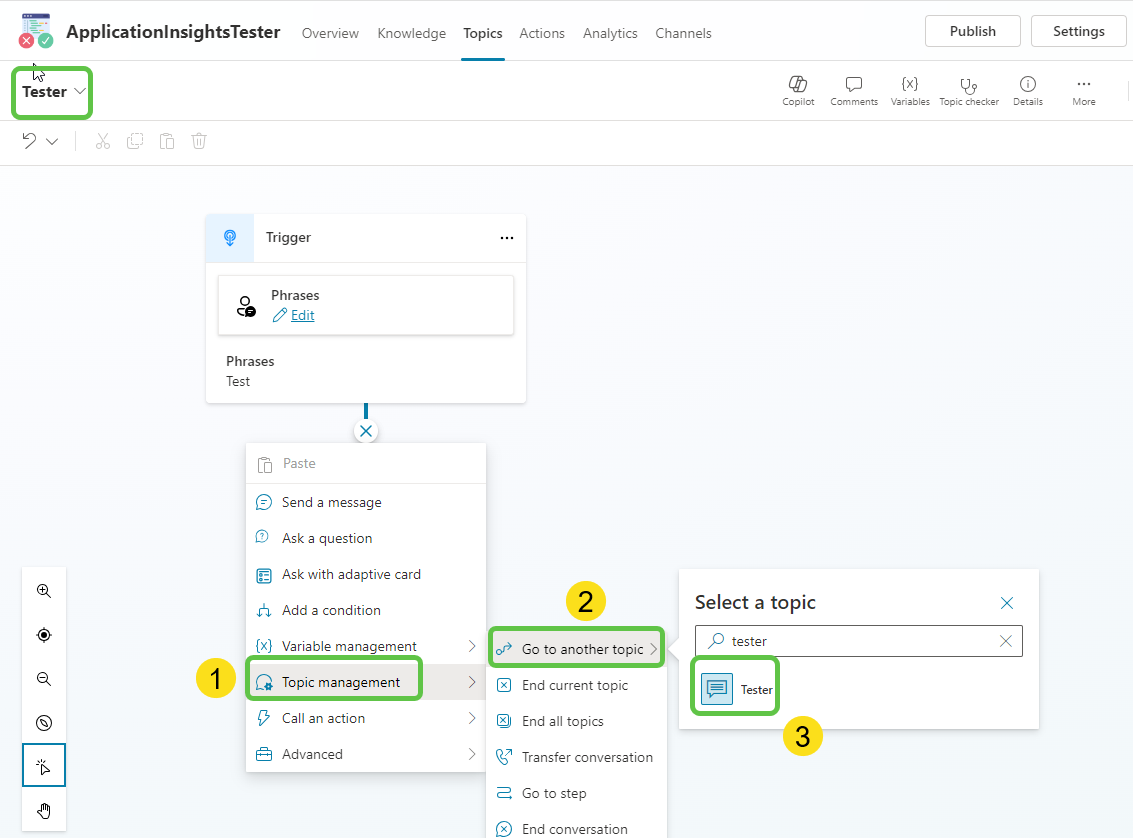 ApplicationInsightsTester Overview Knowledge Topics Actions Analytics Channels Publish Settings
Tester
Copilot Comments Variables Topic checker Details More
Trigger
Phrases
Edit
Phrases
Test
Paste
Send a message
Ask a question
Ask with adaptive card
Add a condition
{x} Variable management
1 Topic management
Call an action
Advanced
2
Go to another topic
End current topic
End all topics
Transfer conversation
Go to step
End conversation
Select a topic
tester
Tester
3